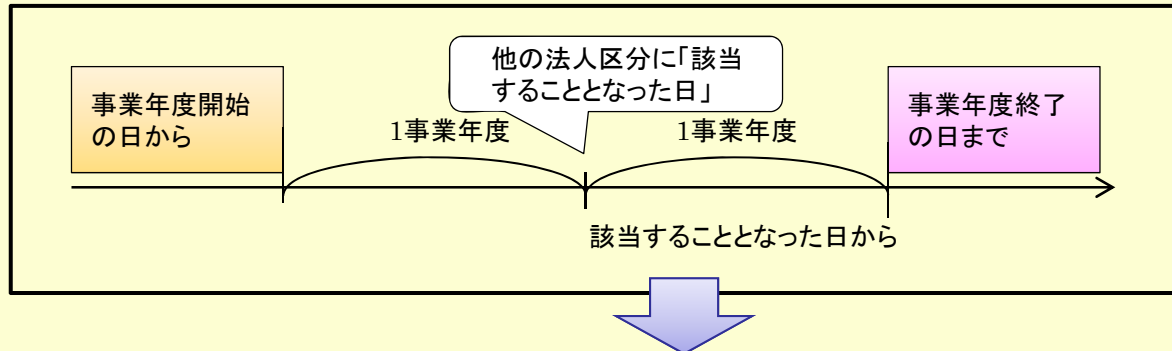 他の法人区分に「該当
することとなった日」
事業年度開始
の日から
1事業年度
1事業年度
事業年度終了
の日まで
該当することとなった日から